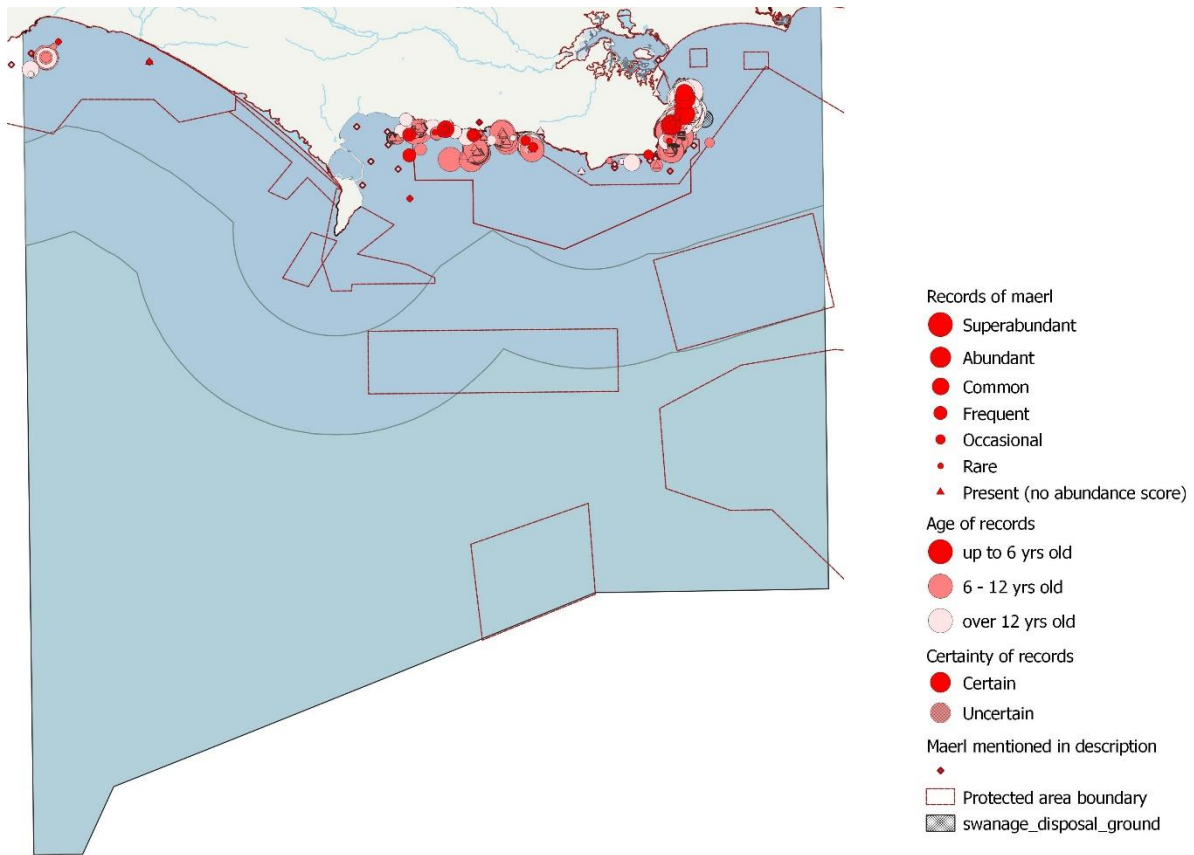 Records of maerl
Superabundant
Abundant
Common
Frequent
Occasional
Rare
Present (no abundance score)
Age of records
up to 6 yrs old
6 - 12 yrs old
over 12 yrs old
Certainty of records
Certain
Uncertain
Maerl mentioned in description
Protected area boundary
swanage_disposal_ground